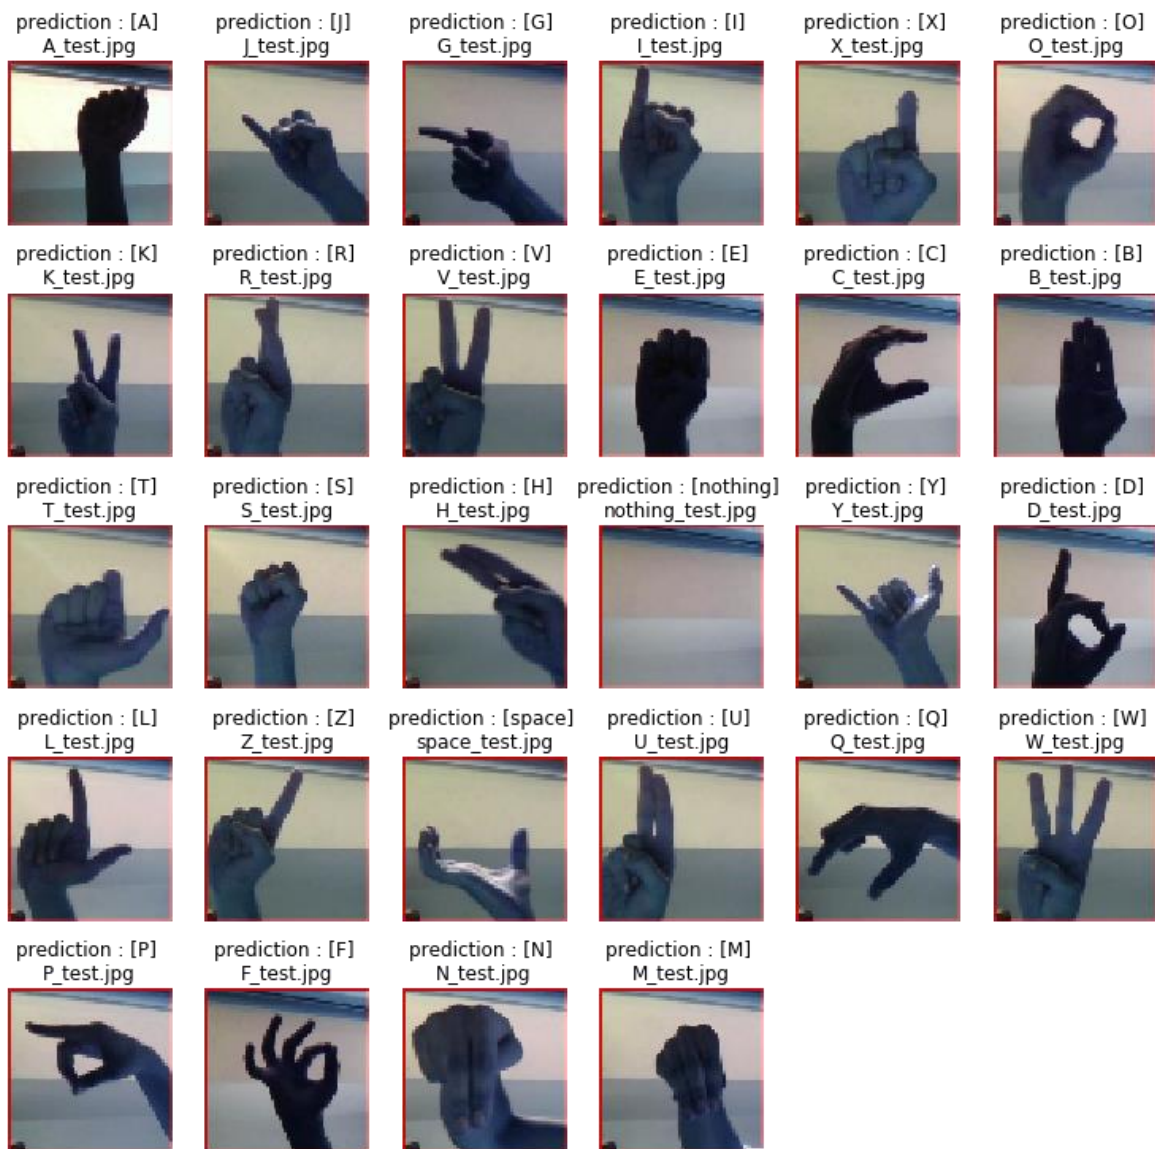 prediction : [A]
A_test.jpg
prediction : [J]
J_test.jpg
prediction : [G]
G_test.jpg
prediction : [I]
I_test.jpg
prediction : [X]
X_test.jpg
prediction : [O]
O_test.jpg
prediction : [K]
K_test.jpg
prediction : [R]
R_test.jpg
prediction : [V]
V_test.jpg
prediction : [E]
E_test.jpg
prediction : [C]
C_test.jpg
prediction : [B]
B_test.jpg
prediction : [T]
T_test.jpg
prediction : [S]
S_test.jpg
prediction : [H]
H_test.jpg
prediction : [nothing]
nothing_test.jpg
prediction : [Y]
Y_test.jpg
prediction : [D]
D_test.jpg
prediction : [L]
L_test.jpg
prediction : [Z]
Z_test.jpg
prediction : [space]
space_test.jpg
prediction : [U]
U_test.jpg
prediction : [Q]
Q_test.jpg
prediction : [W]
W_test.jpg
prediction : [P]
P_test.jpg
prediction : [F]
F_test.jpg
prediction : [N]
N_test.jpg
prediction : [M]
M_test.jpg